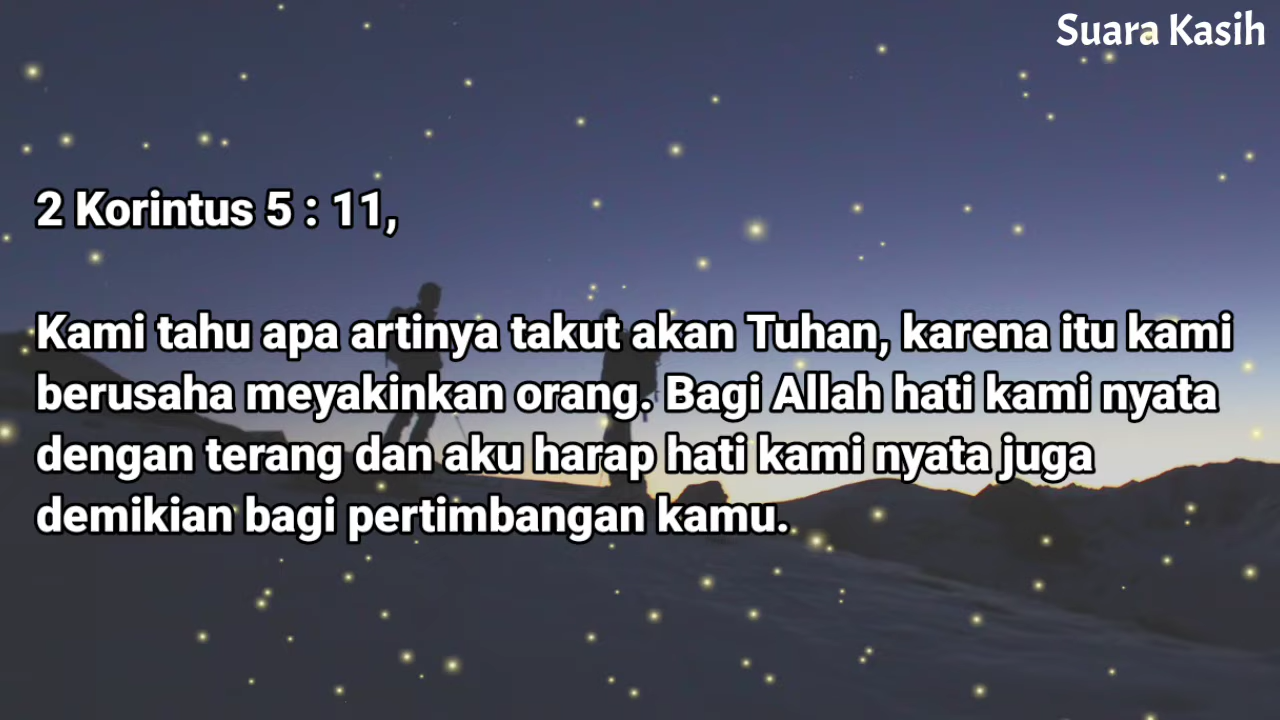 Suara Kasih
2 Korintus 5 : 11,
Kami tahu apa artinya takut akan Tuhan, karena itu kami
berusaha meyakinkan orang. Bagi Allah hati kami nyata
dengan terang dan aku harap hati kami nyata juga
demikian bagi pertimbangan kamu.